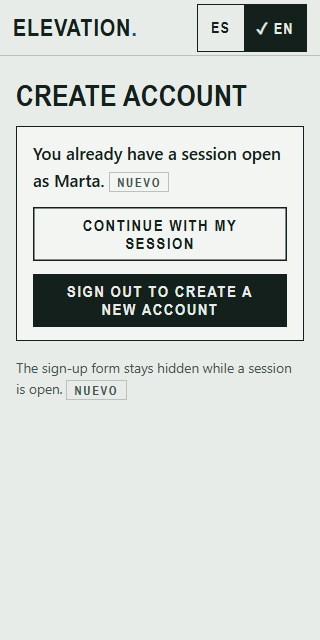 ELEVATION.
ES
✓ EN
CREATE ACCOUNT
You already have a session open
as Marta. NUEVO
CONTINUE WITH MY
SESSION
SIGN OUT TO CREATE A
NEW ACCOUNT
The sign-up form stays hidden while a session
is open. NUEVO